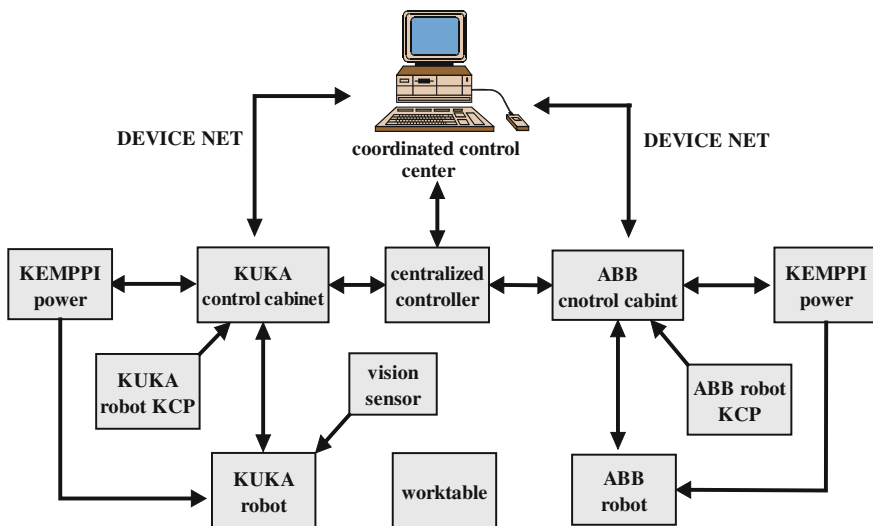 DEVICE NET
coordinated control
center
DEVICE NET
KEMPPI
power
KUKA
control cabinet
centralized
controller
ABB
cnotrol cabint
KEMPPI
power
KUKA
robot KCP
vision
sensor
ABB robot
KCP
KUKA
robot
worktable
ABB
robot